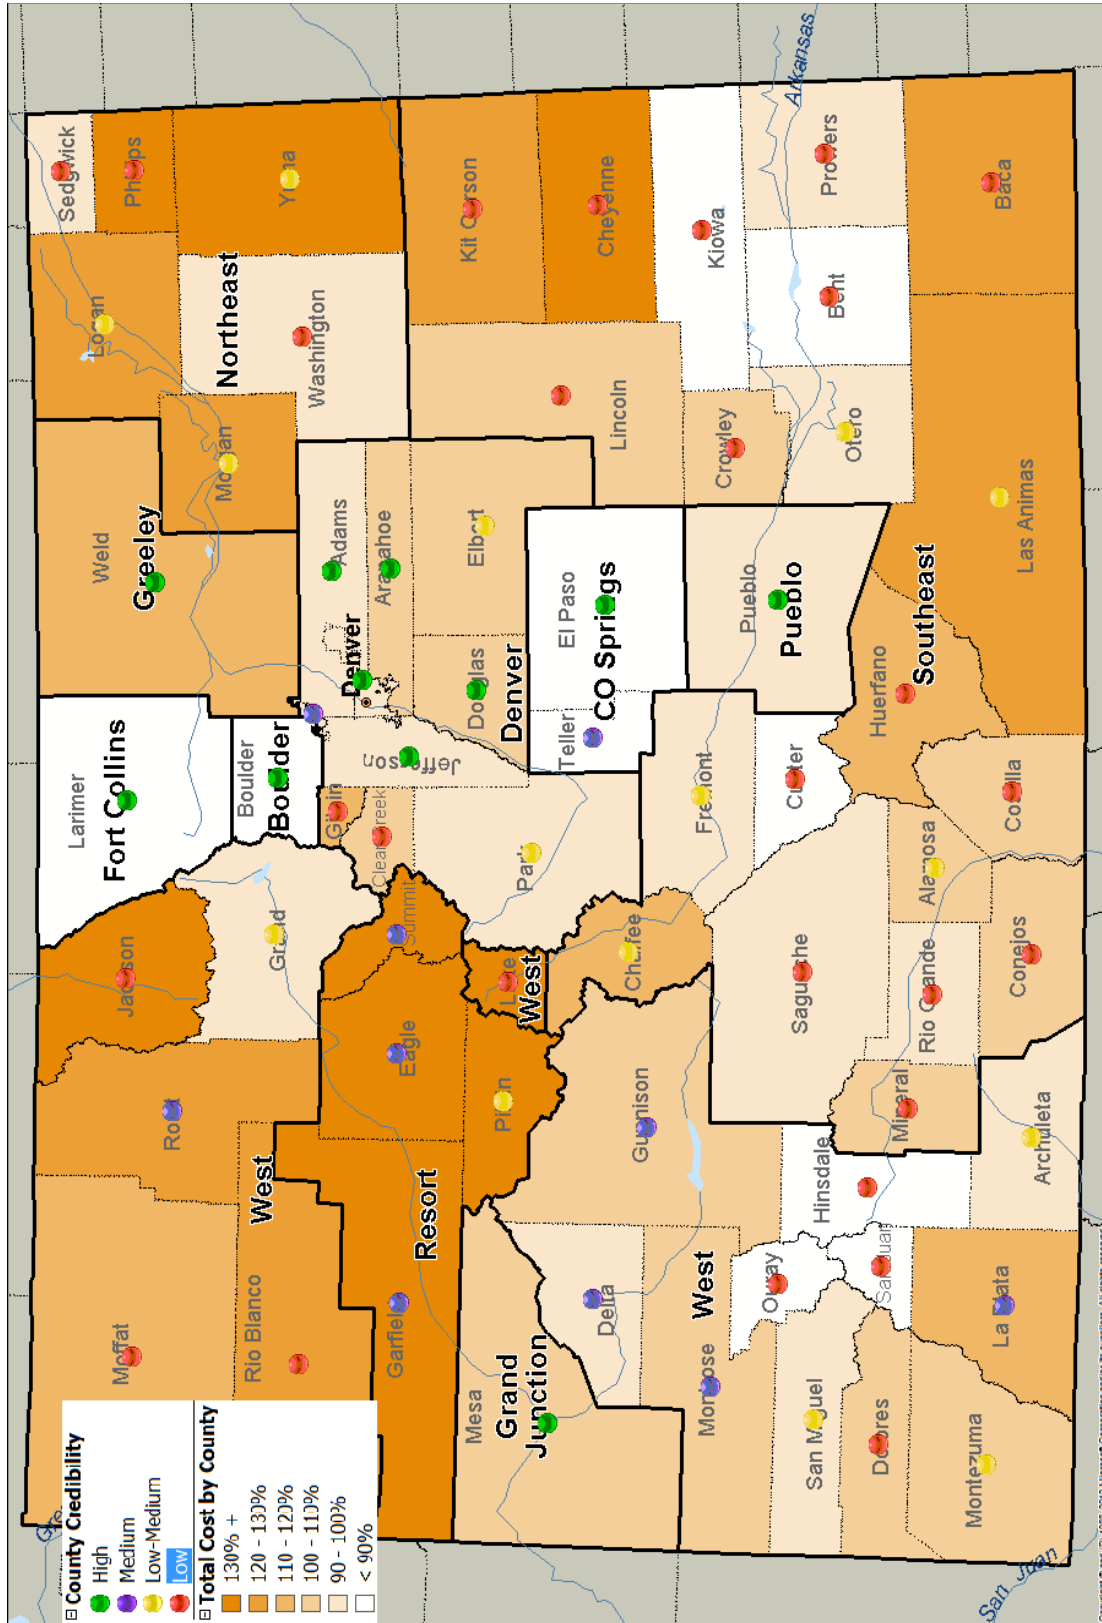 County Credibility
High
Medium
Low-Medium
Low
Total Cost by County
130% +
120 - 130%
110 - 120%
100 - 110%
90 - 100%
< 90%
Moffat
Routt
Jackson
Larimer
Fort Collins
Weld
Greeley
Logan
Sedgwick
Phillips
Morgan
Northeast
Yuma
Washington
Rio Blanco
West
Grand
Boulder
Boulder
Gilpin
Adams
Denver
Arapahoe
Garfield
Resort
Eagle
Summit
Clear Creek
Jefferson
Douglas
Elbert
Denver
Kit Carson
Cheyenne
Lincoln
Mesa
Grand
Junction
Pitkin
Lake
West
Park
Teller
El Paso
CO Springs
Delta
Gunison
Chaffee
Fremont
Pueblo
Pueblo
Crowley
Kiowa
Arkansas
Montrose
West
Ouray
Hinsdale
Saguache
Custer
Otero
Bent
Prowers
San Miguel
San Juan
Dolores
Mineral
Rio Grande
Alamosa
Huerfano
Southeast
Las Animas
Baca
Montezuma
La Plata
Archuleta
Conejos
Costilla
San Juan